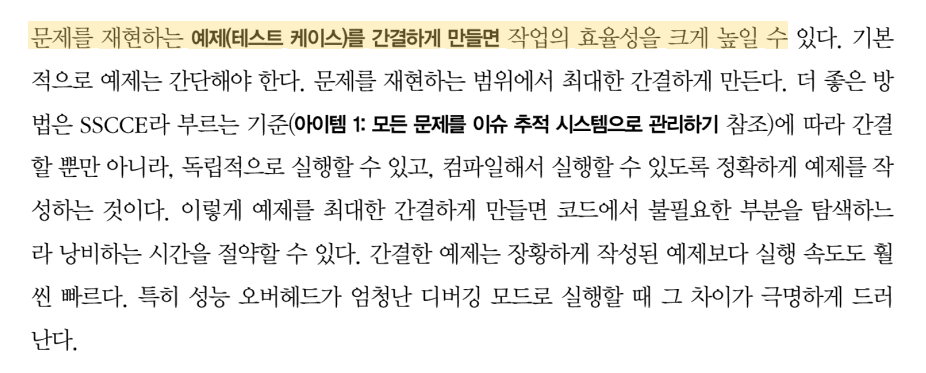 문제를 재현하는 예제(테스트 케이스)를 간결하게 만들면 작업의 효율성을 크게 높일 수 있다. 기본
적으로 예제는 간단해야 한다. 문제를 재현하는 범위에서 최대한 간결하게 만든다. 더 좋은 방
법은 SSCCE라 부르는 기준(아이템 1: 모든 문제를 이슈 추적 시스템으로 관리하기 참조)에 따라 간결
할 뿐만 아니라, 독립적으로 실행할 수 있고, 컴파일해서 실행할 수 있도록 정확하게 예제를 작
성하는 것이다. 이렇게 예제를 최대한 간결하게 만들면 코드에서 불필요한 부분을 탐색하느
라 낭비하는 시간을 절약할 수 있다. 간결한 예제는 장황하게 작성된 예제보다 실행 속도도 훨
씬 빠르다. 특히 성능 오버헤드가 엄청난 디버깅 모드로 실행할 때 그 차이가 극명하게 드러
난다.